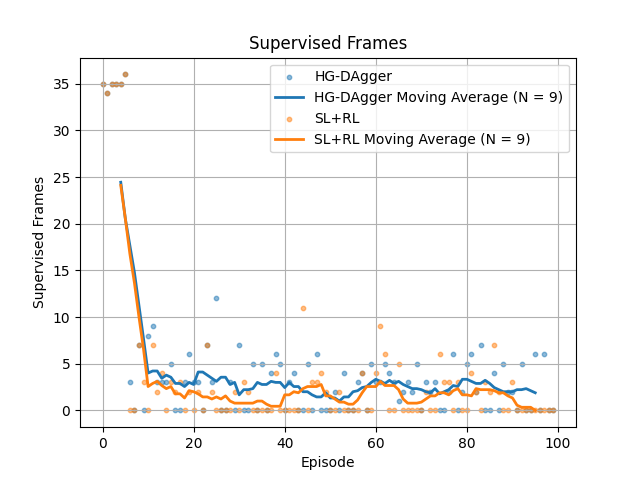 Supervised Frames
HG-DAgger
HG-DAgger Moving Average (N = 9)
SL+RL
SL+RL Moving Average (N = 9)
Supervised Frames
35
30
25
20
15
10
5
0
0
20
40
60
80
100
Episode